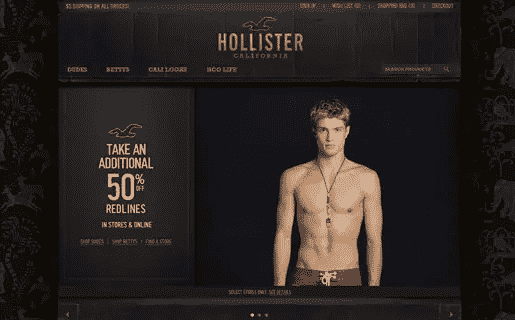 $5 SHIPPING ON ALL ORDERS!
SIGN IN | WISH LIST (0) | SHOPPING BAG (0) | CHECKOUT
HOLLISTER
CALIFORNIA
DUDES BETTYS CALI LOOKS HCO LIFE
SEARCH PRODUCTS
TAKE AN
ADDITIONAL
50% OFF
REDLINES
IN STORES & ONLINE
SHOP DUDES | SHOP BETTYS | FIND A STORE
SELECT STYLES ONLY. SEE DETAILS